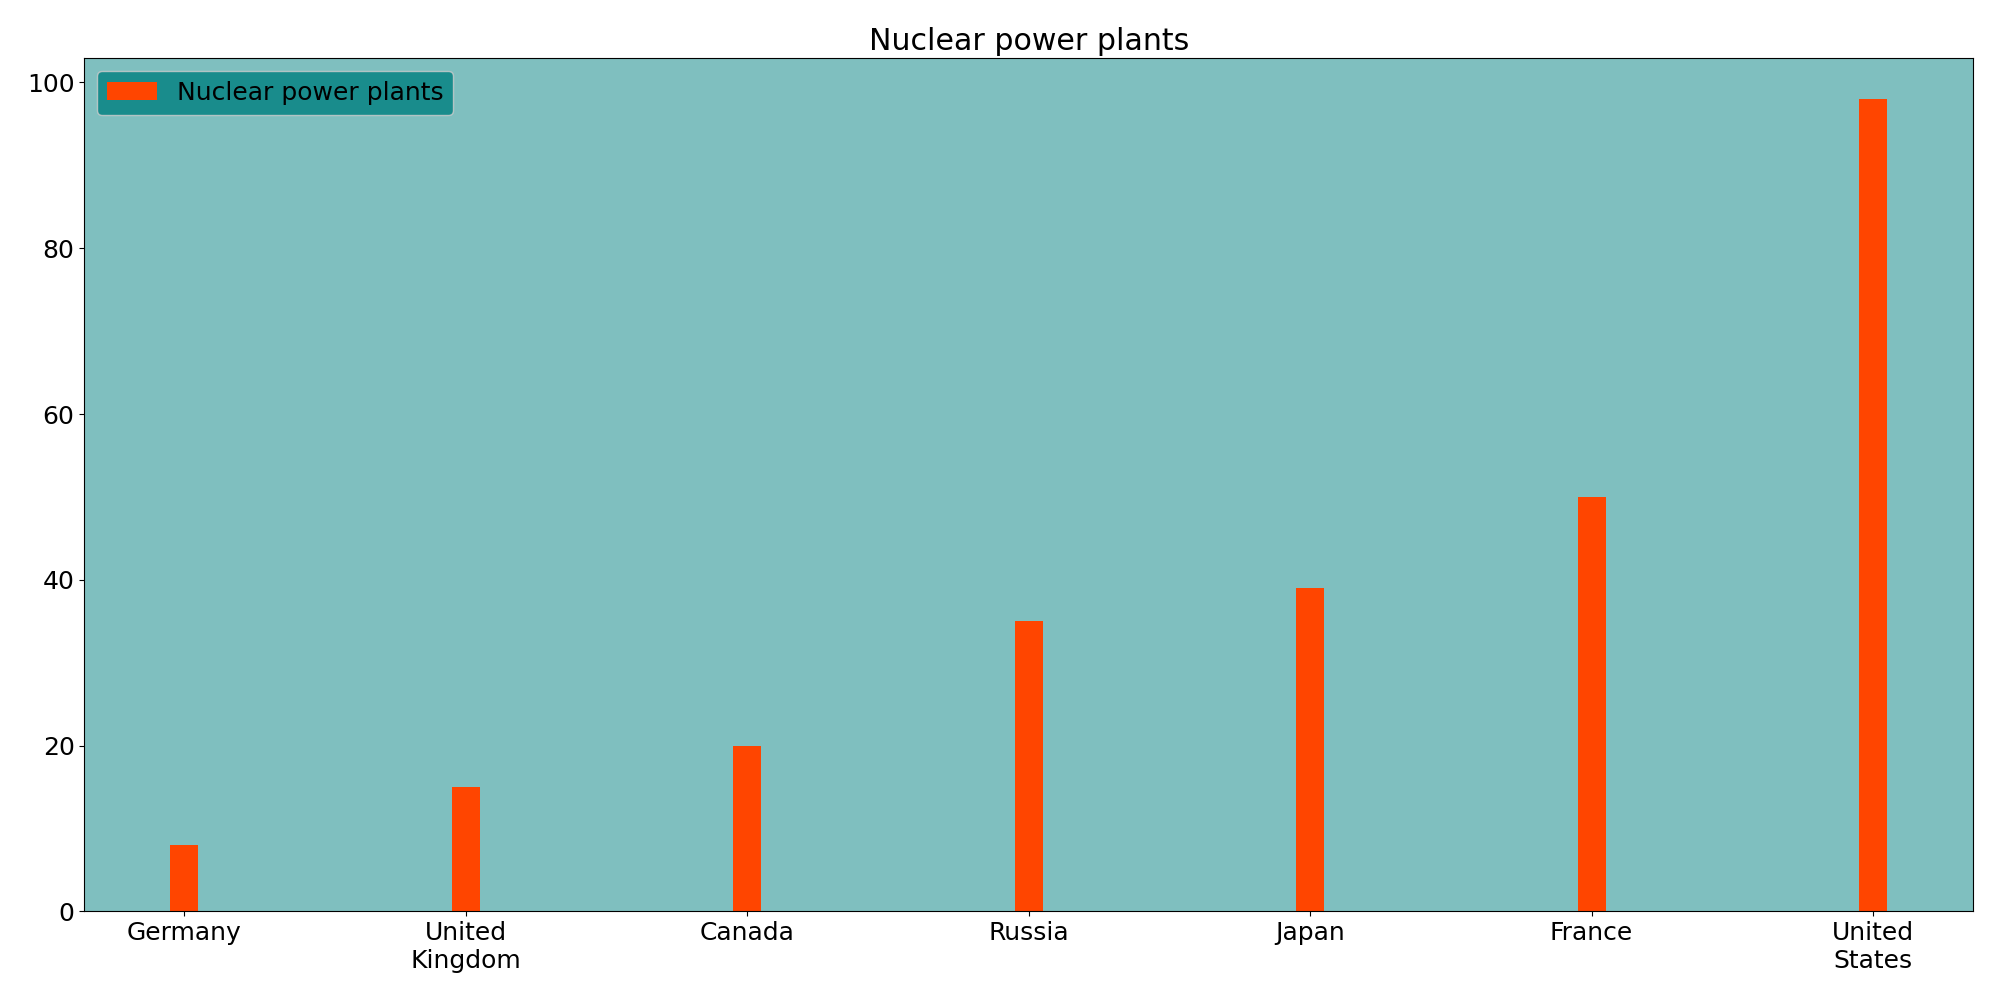 Nuclear power plants
Nuclear power plants
100
80
60
40
20
0
Germany
United
Kingdom
Canada
Russia
Japan
France
United
States